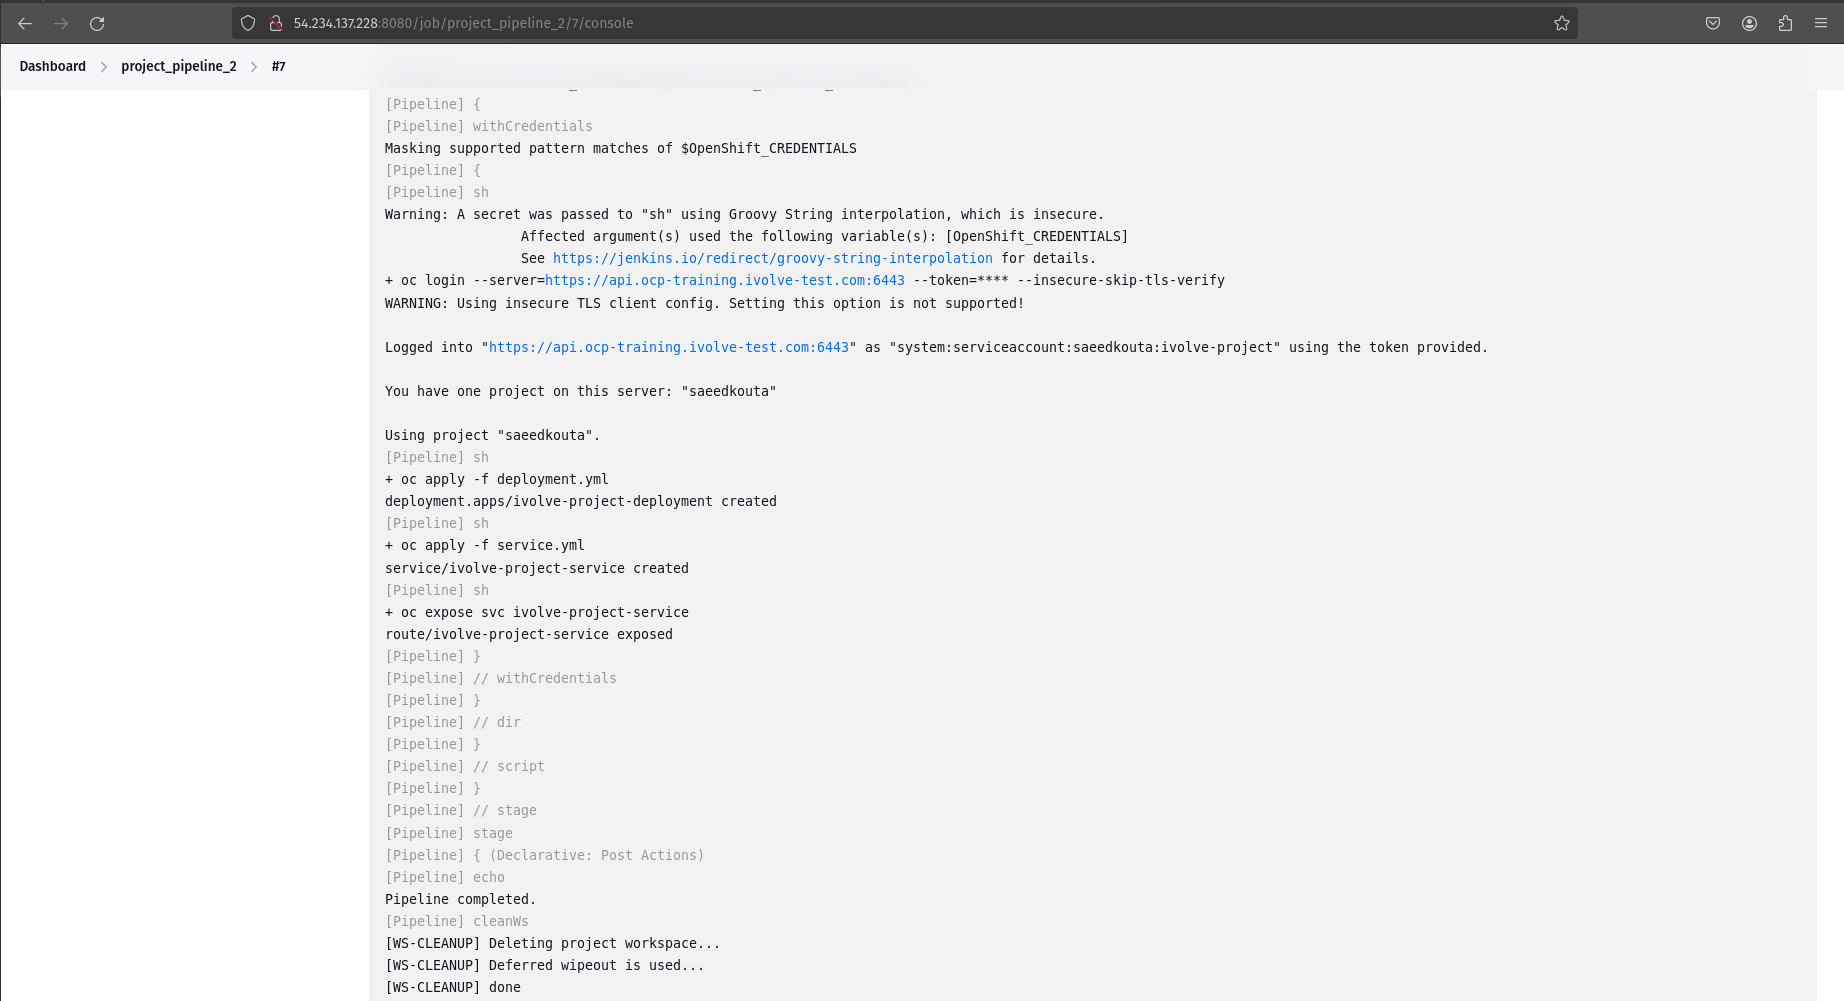 54.234.137.228:8080/job/project_pipeline_2/7/console
Dashboard > project_pipeline_2 > #7
[Pipeline] {
[Pipeline] withCredentials
Masking supported pattern matches of $OpenShift_CREDENTIALS
[Pipeline] {
[Pipeline] sh
Warning: A secret was passed to "sh" using Groovy String interpolation, which is insecure.
Affected argument(s) used the following variable(s): [OpenShift_CREDENTIALS]
See https://jenkins.io/redirect/groovy-string-interpolation for details.
+ oc login --server=https://api.ocp-training.ivolve-test.com:6443 --token=**** --insecure-skip-tls-verify
WARNING: Using insecure TLS client config. Setting this option is not supported!
Logged into "https://api.ocp-training.ivolve-test.com:6443" as "system:serviceaccount:saeedkouta:ivolve-project" using the token provided.
You have one project on this server: "saeedkouta"
Using project "saeedkouta".
[Pipeline] sh
+ oc apply -f deployment.yml
deployment.apps/ivolve-project-deployment created
[Pipeline] sh
+ oc apply -f service.yml
service/ivolve-project-service created
[Pipeline] sh
+ oc expose svc ivolve-project-service
route/ivolve-project-service exposed
[Pipeline] }
[Pipeline] // withCredentials
[Pipeline] }
[Pipeline] // dir
[Pipeline] }
[Pipeline] // script
[Pipeline] }
[Pipeline] // stage
[Pipeline] stage
[Pipeline] { (Declarative: Post Actions)
[Pipeline] echo
Pipeline completed.
[Pipeline] cleanWs
[WS-CLEANUP] Deleting project workspace...
[WS-CLEANUP] Deferred wipeout is used...
[WS-CLEANUP] done